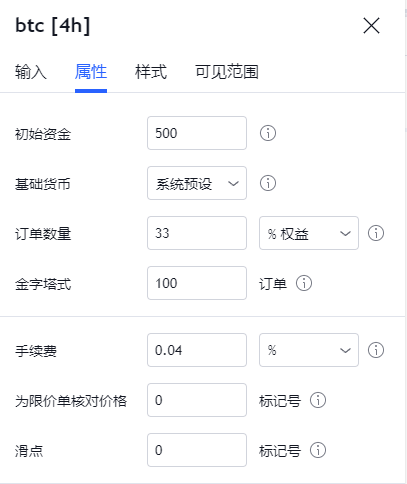 btc [4h]
输入 属性 样式 可见范围
初始资金 500
基础货币 系统预设
订单数量 33 % 权益
金字塔式 100 订单
手续费 0.04 %
为限价单核对价格 0 标记号
滑点 0 标记号